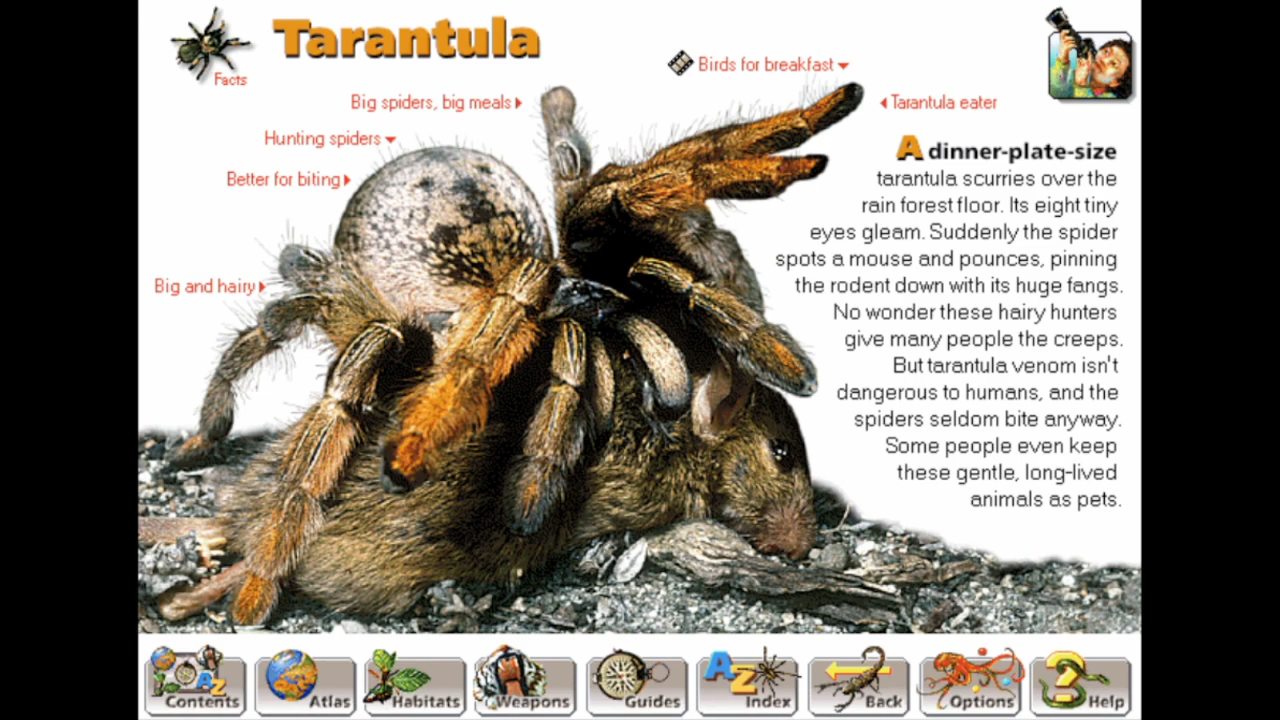 Tarantula
Facts
Birds for breakfast
Big spiders, big meals
Tarantula eater
Hunting spiders
Better for biting
Big and hairy
A dinner-plate-size
tarantula scurries over the
rain forest floor. Its eight tiny
eyes gleam. Suddenly the spider
spots a mouse and pounces, pinning
the rodent down with its huge fangs.
No wonder these hairy hunters
give many people the creeps.
But tarantula venom isn't
dangerous to humans, and the
spiders seldom bite anyway.
Some people even keep
these gentle, long-lived
animals as pets.
AZ
Contents
Atlas
Habitats
Weapons
Guides
AZ
Index
Back
Options
?
Help